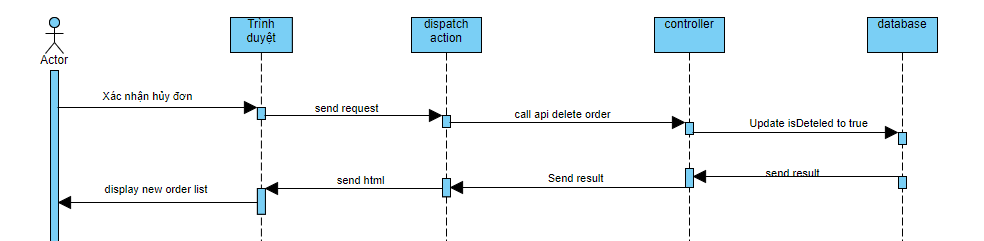 Trình
duyệt
dispatch
action
controller
database
Actor
Xác nhận hủy đơn
send request
call api delete order
Update isDeteled to true
send result
Send result
send html
display new order list